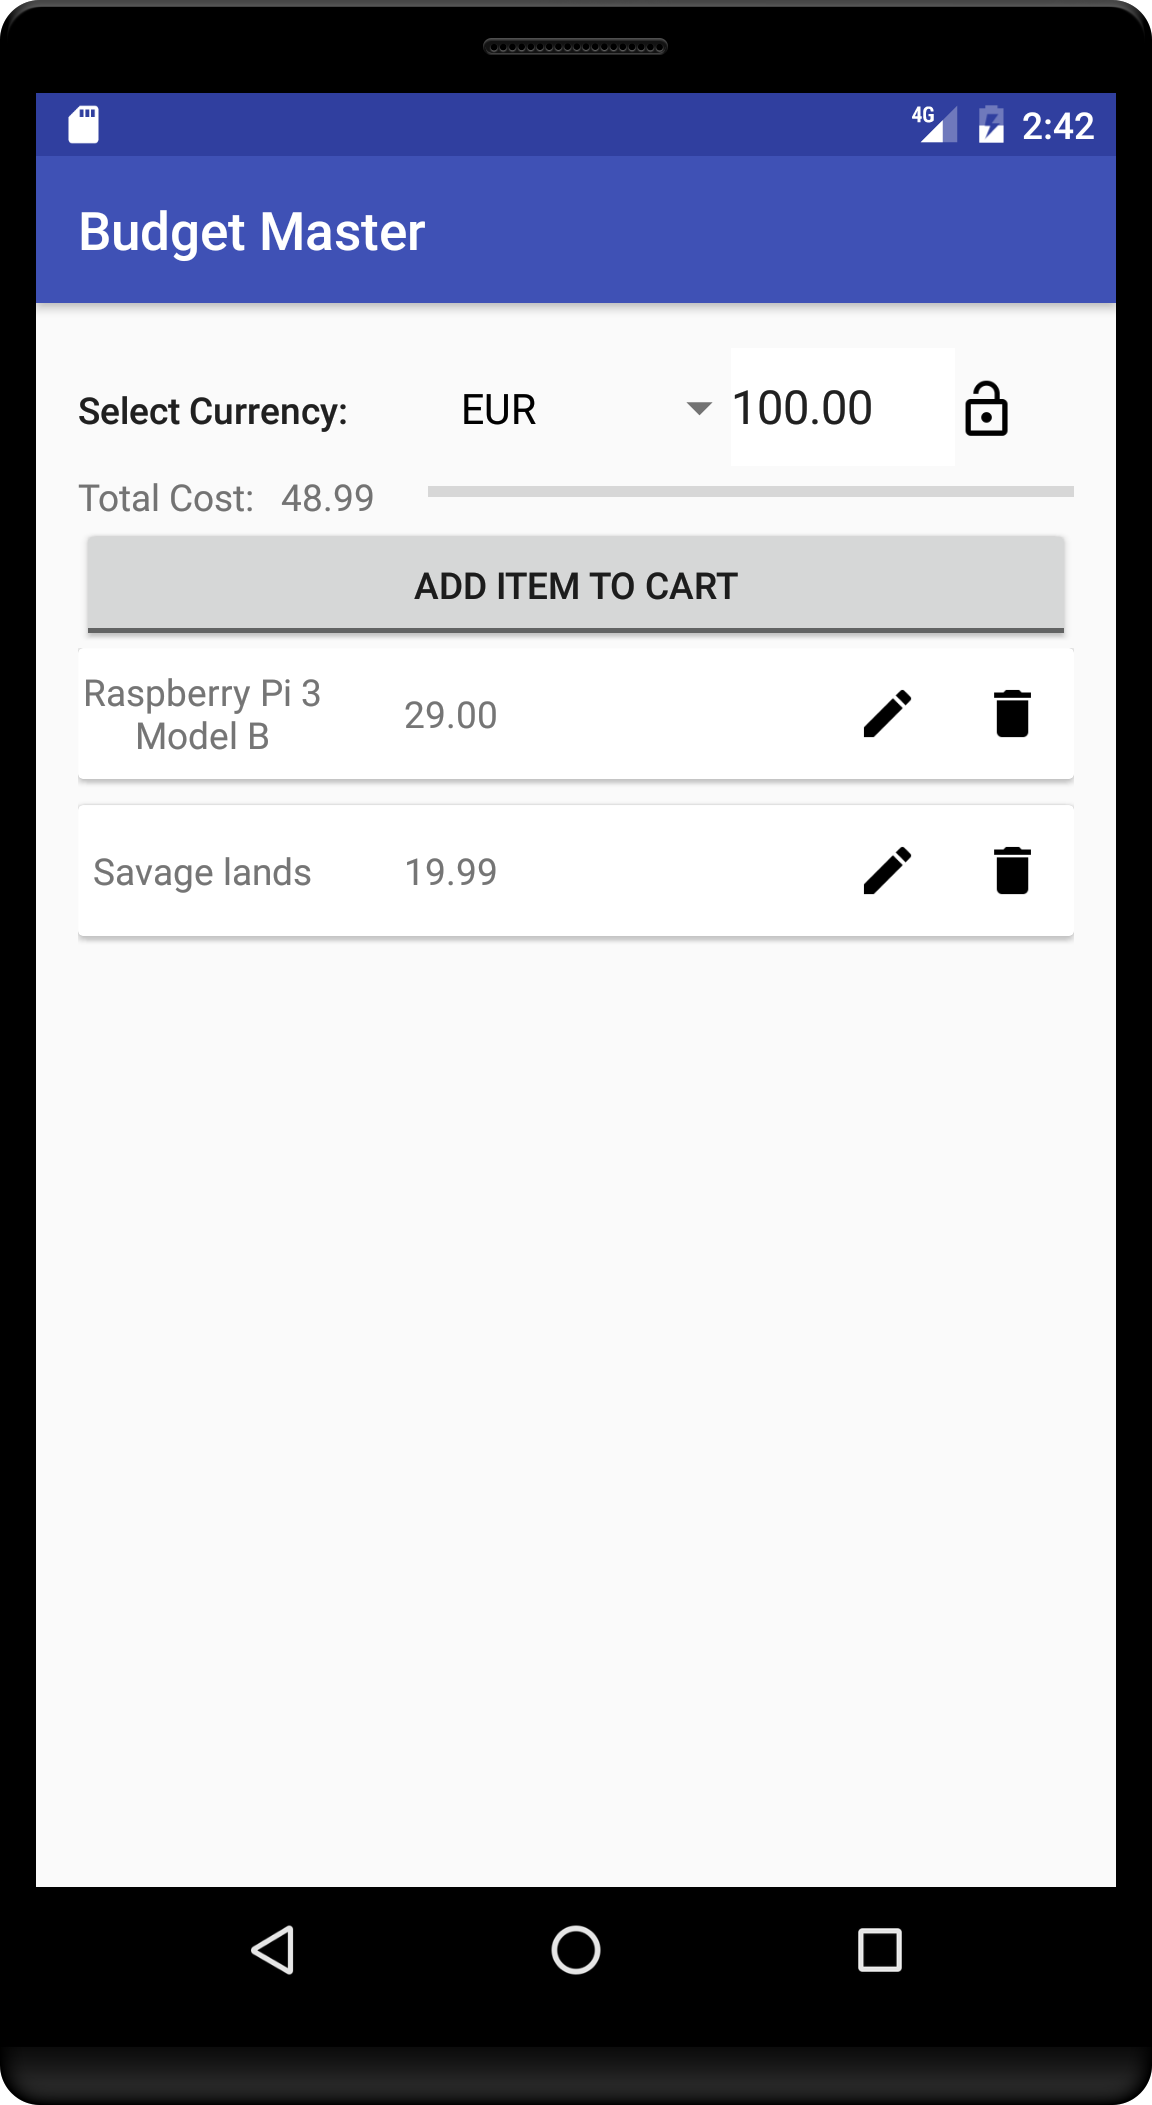 4G 2:42
Budget Master
Select Currency: EUR 100.00
Total Cost: 48.99
ADD ITEM TO CART
Raspberry Pi 3
Model B 29.00
Savage lands 19.99